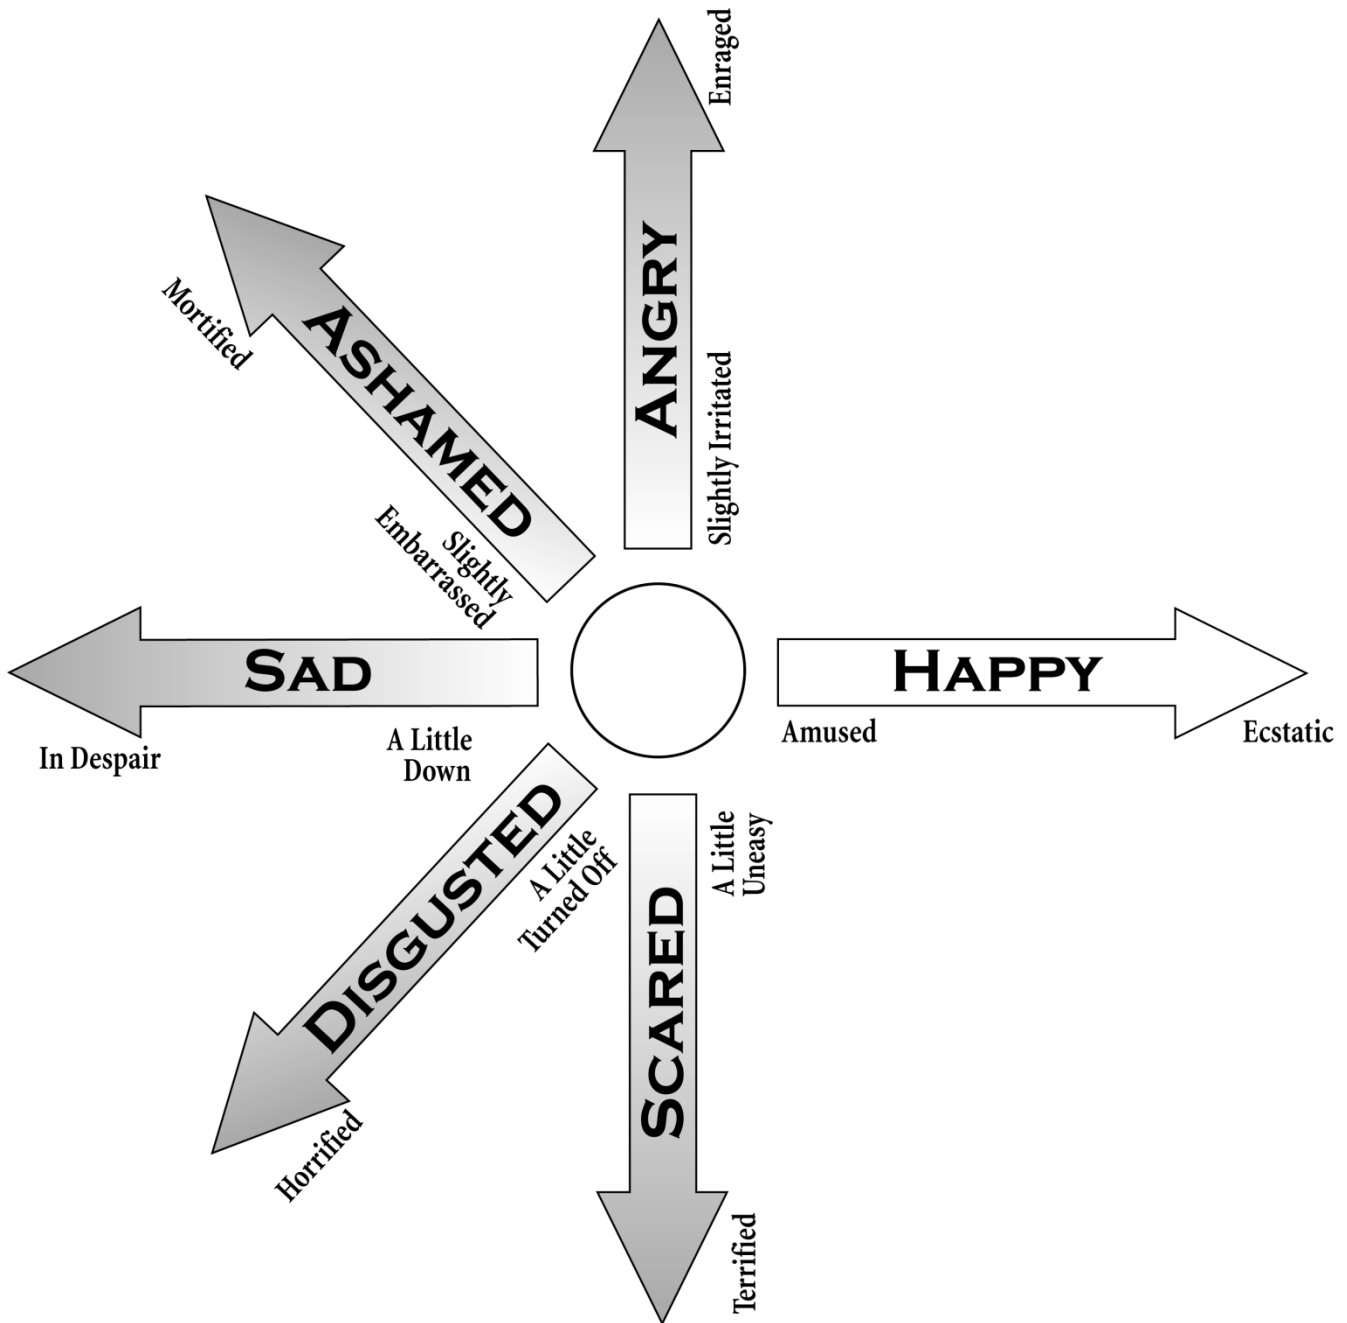 Enraged
ANGRY
Slightly Irritated
Mortified
ASHAMED
Slightly
Embarrassed
SAD
In Despair
A Little
Down
HAPPY
Amused
Ecstatic
DISGUSTED
A Little
Turned Off
Horrified
SCARED
A Little
Uneasy
Terrified